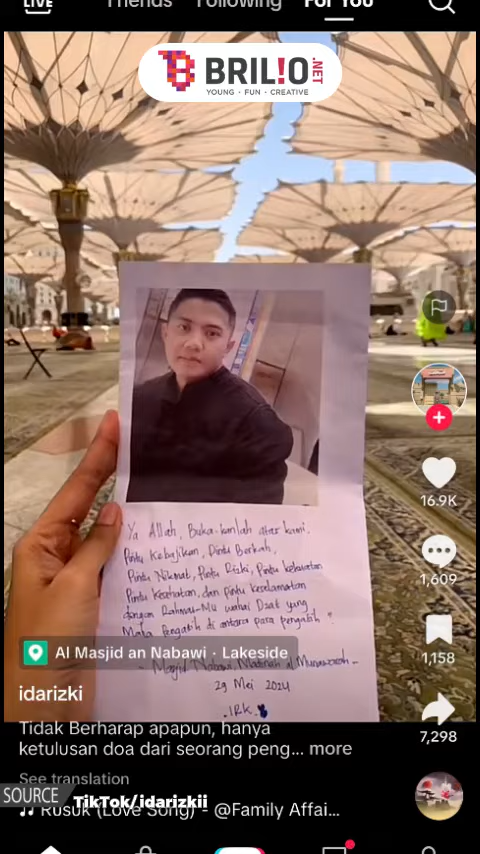 LIVE
Friends Following For You
BRIL!O.NET
YOUNG · FUN · CREATIVE
16.9K
1,609
1,158
7,298
Ya Allah, Buka-kanlah atas kami.
Pintu Kebajikan, Pintu Berkah,
Pintu Nikmat, Pintu Rizki, Pintu kekuatan
Pintu Kesehatan, dan pintu keselamatan
dengan Rahmat-MU wahai Dzat yang
Maha Pengasih di antara para pengasih"
Al Masjid an Nabawi · Lakeside
- Masjid Nabawi, Madinah al Munawaroh -
29 Mei 2024
.IRK.
idarizki
Tidak Berharap apapun, hanya
ketulusan doa dari seorang peng... more
See translation
SOURCE TikTok/idarizkii
Rusuk (Love Song) - @Family Affai...